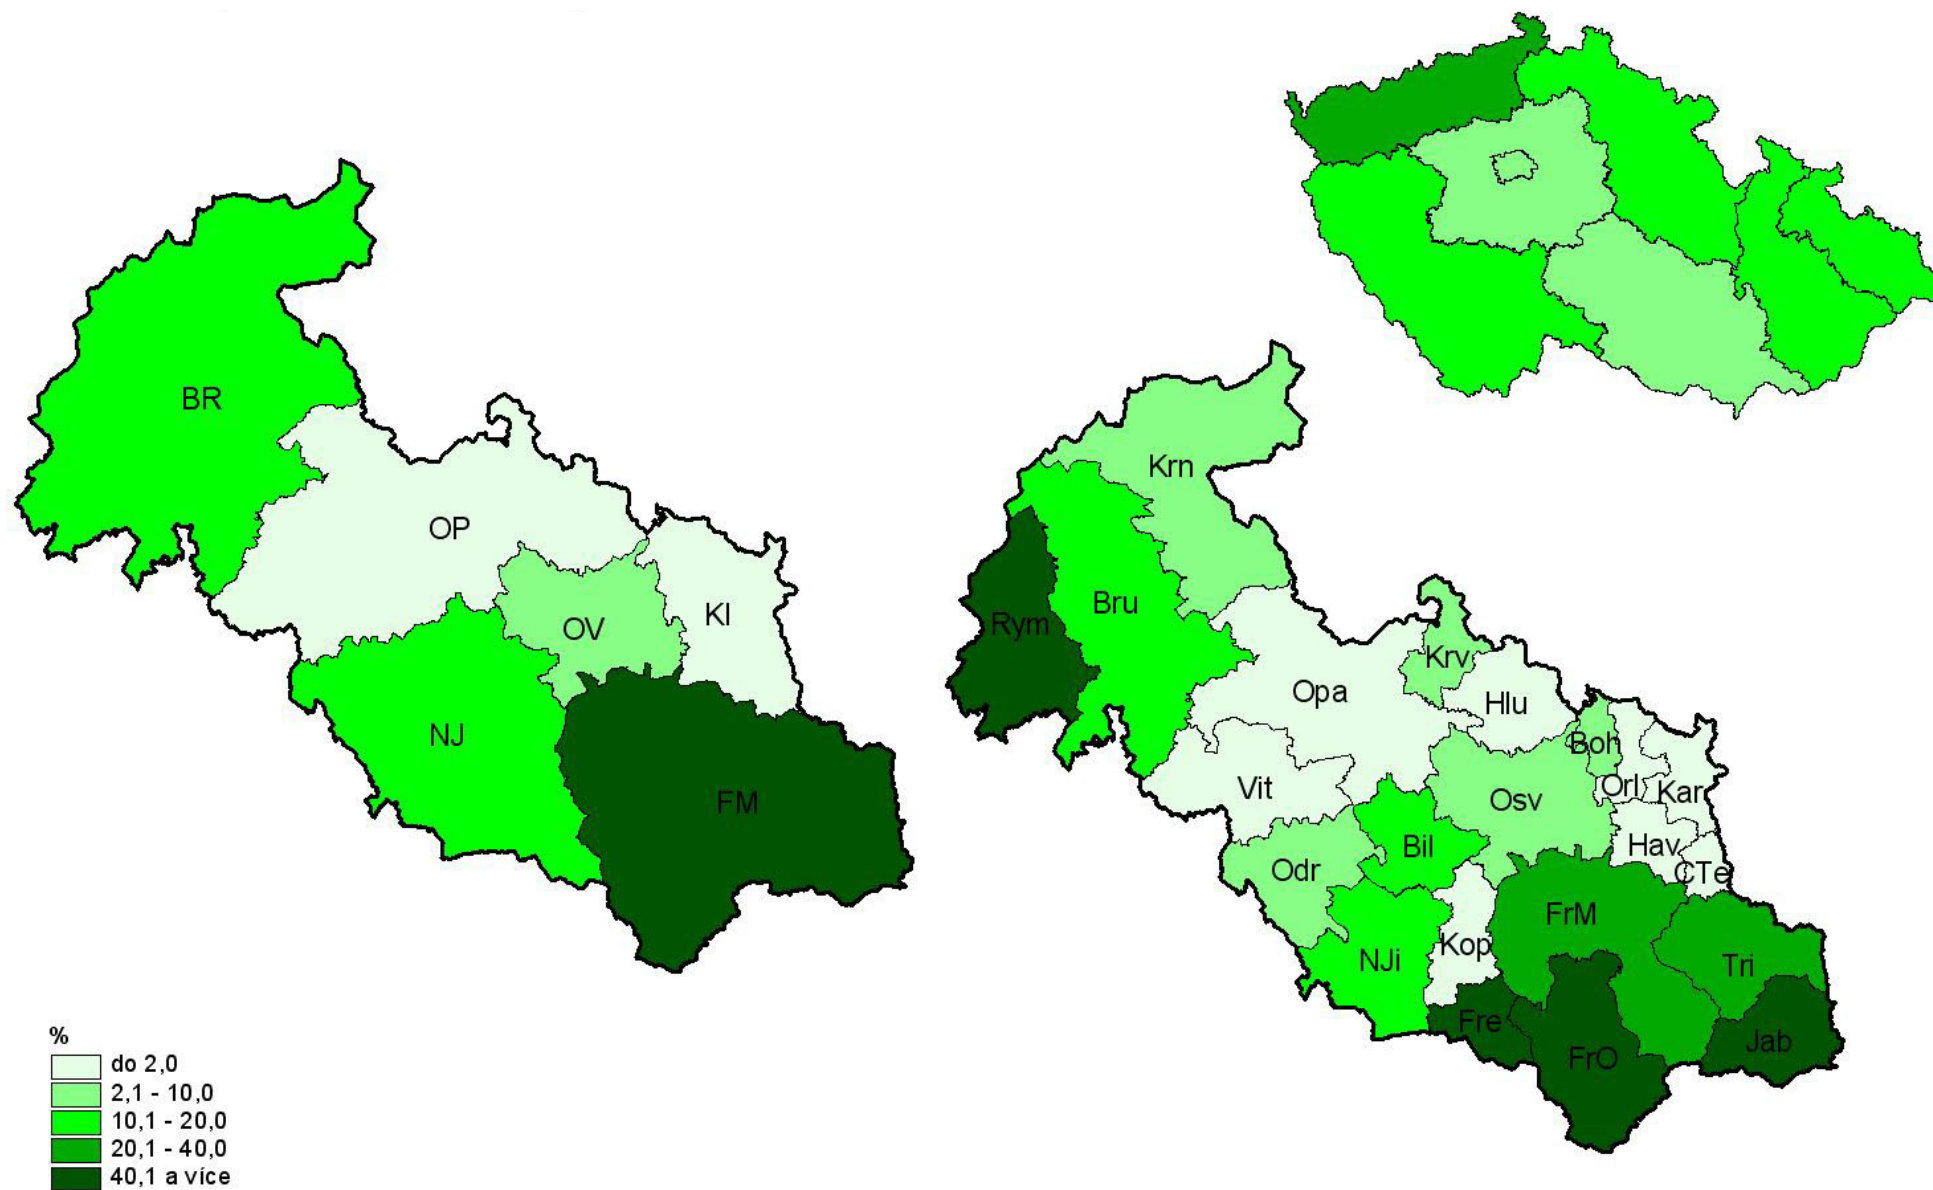 BR
OP
OV
KI
NJ
FM
Krn
Bru
Rym
Krv
Opa
Hlu
Boh
Vit
Orl
Kar
Osv
Bil
Hav
Odr
CTe
FrM
Kop
NJi
Tri
Fre
Jab
FrO
%
do 2,0
2,1 - 10,0
10,1 - 20,0
20,1 - 40,0
40,1 a více